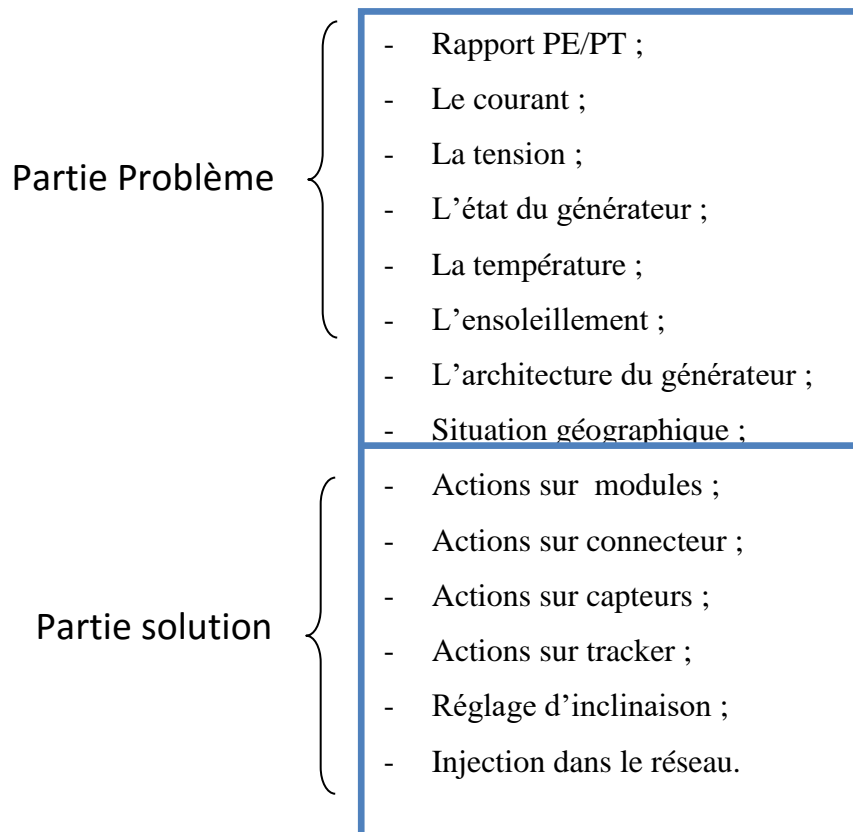 Partie Problème
- Rapport PE/PT ;
- Le courant ;
- La tension ;
- L’état du générateur ;
- La température ;
- L’ensoleillement ;
- L’architecture du générateur ;
- Situation géographique ;
Partie solution
- Actions sur modules ;
- Actions sur connecteur ;
- Actions sur capteurs ;
- Actions sur tracker ;
- Réglage d’inclinaison ;
- Injection dans le réseau.